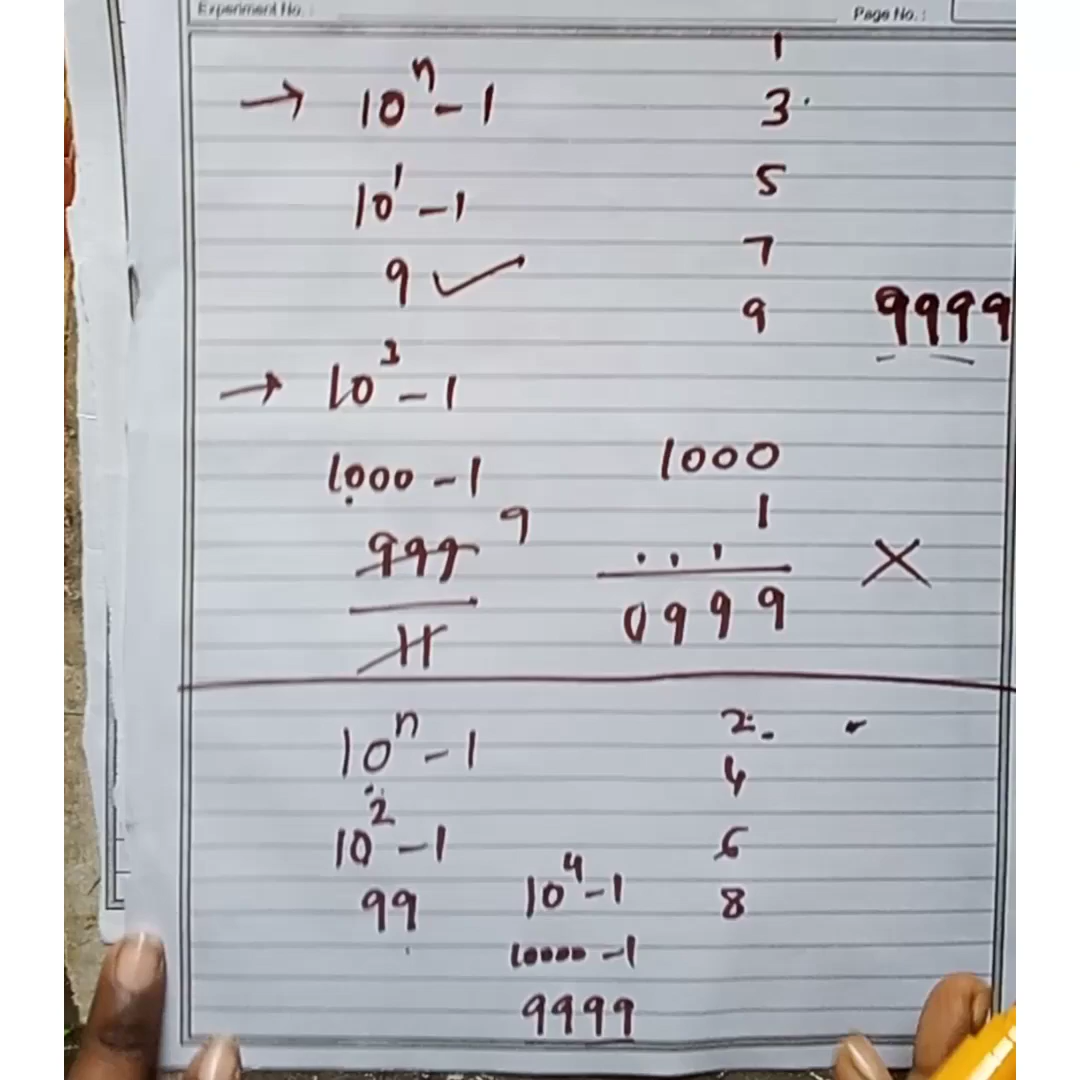 Experiment No. :
Page No. :
→ 10ⁿ - 1
1
3
10¹ - 1
5
9 ✓
7
9
9999
→ 10³ - 1
1000 - 1
1000
1
999
9
0999
×
11
10ⁿ - 1
2
4
10² - 1
6
99
10⁴ - 1
8
10000 - 1
9999